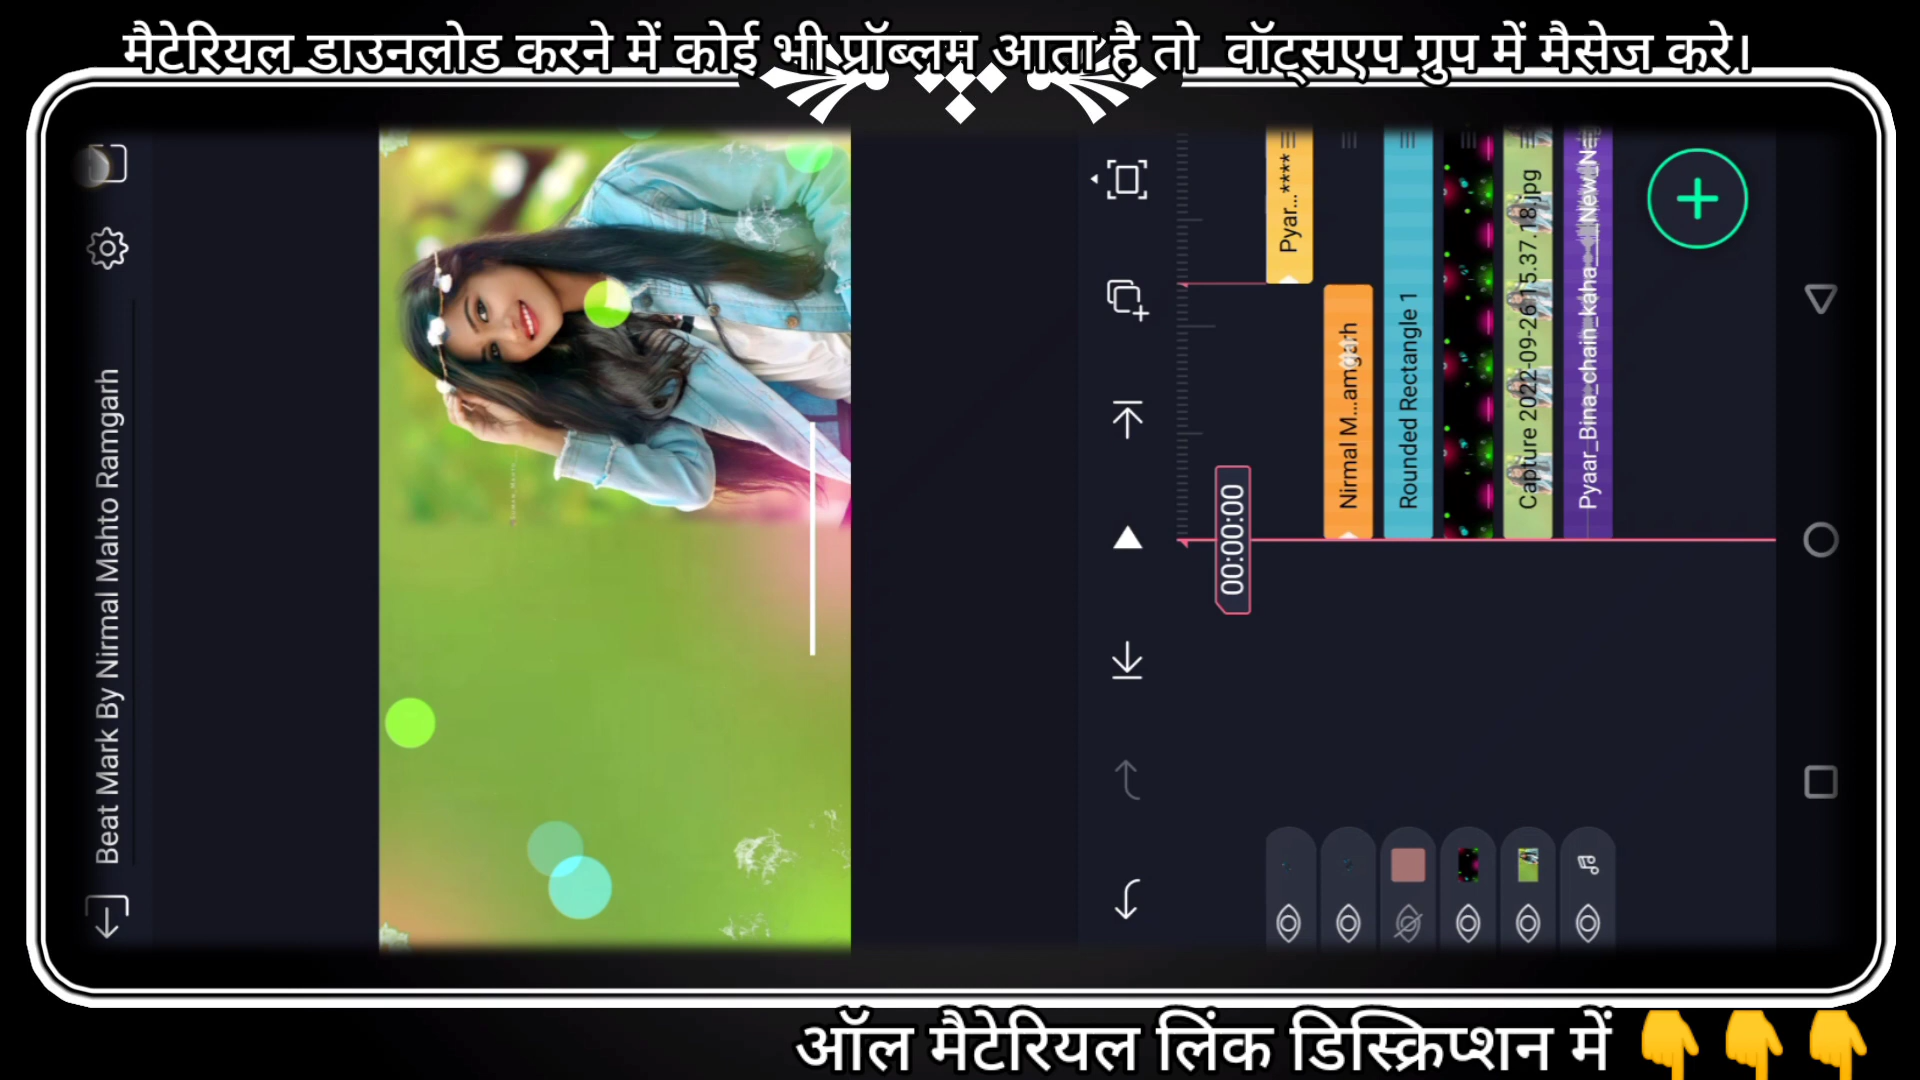 मैटेरियल डाउनलोड करने में कोई भी प्रॉब्लम आता है तो वॉट्सएप ग्रुप में मैसेज करे।
Beat Mark By Nirmal Mahto Ramgarh
00:00:00
Pyar...****
Nirmal M...amgarh
Rounded Rectangle 1
Capture 2022-09-26 15.37.18.jpg
Pyaar_Bina_chain_kaha
New_Na
ऑल मैटेरियल लिंक डिस्क्रिप्शन में 👇👇👇